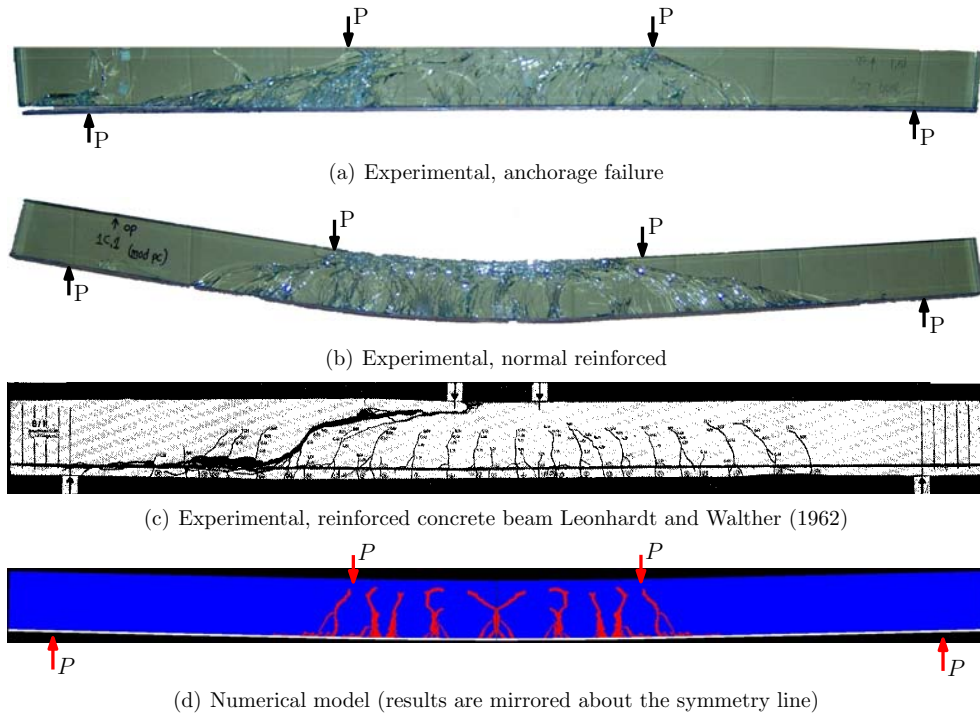 P
P
P
P
(a) Experimental, anchorage failure
P
P
op
1C.1
(mod pc)
P
P
(b) Experimental, normal reinforced
(c) Experimental, reinforced concrete beam Leonhardt and Walther (1962)
P
P
P
P
(d) Numerical model (results are mirrored about the symmetry line)